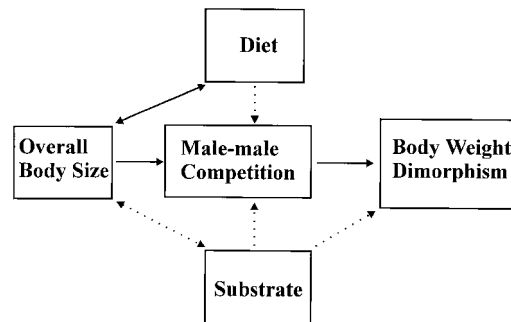 Diet
Overall
Body Size
Male-male
Competition
Body Weight
Dimorphism
Substrate